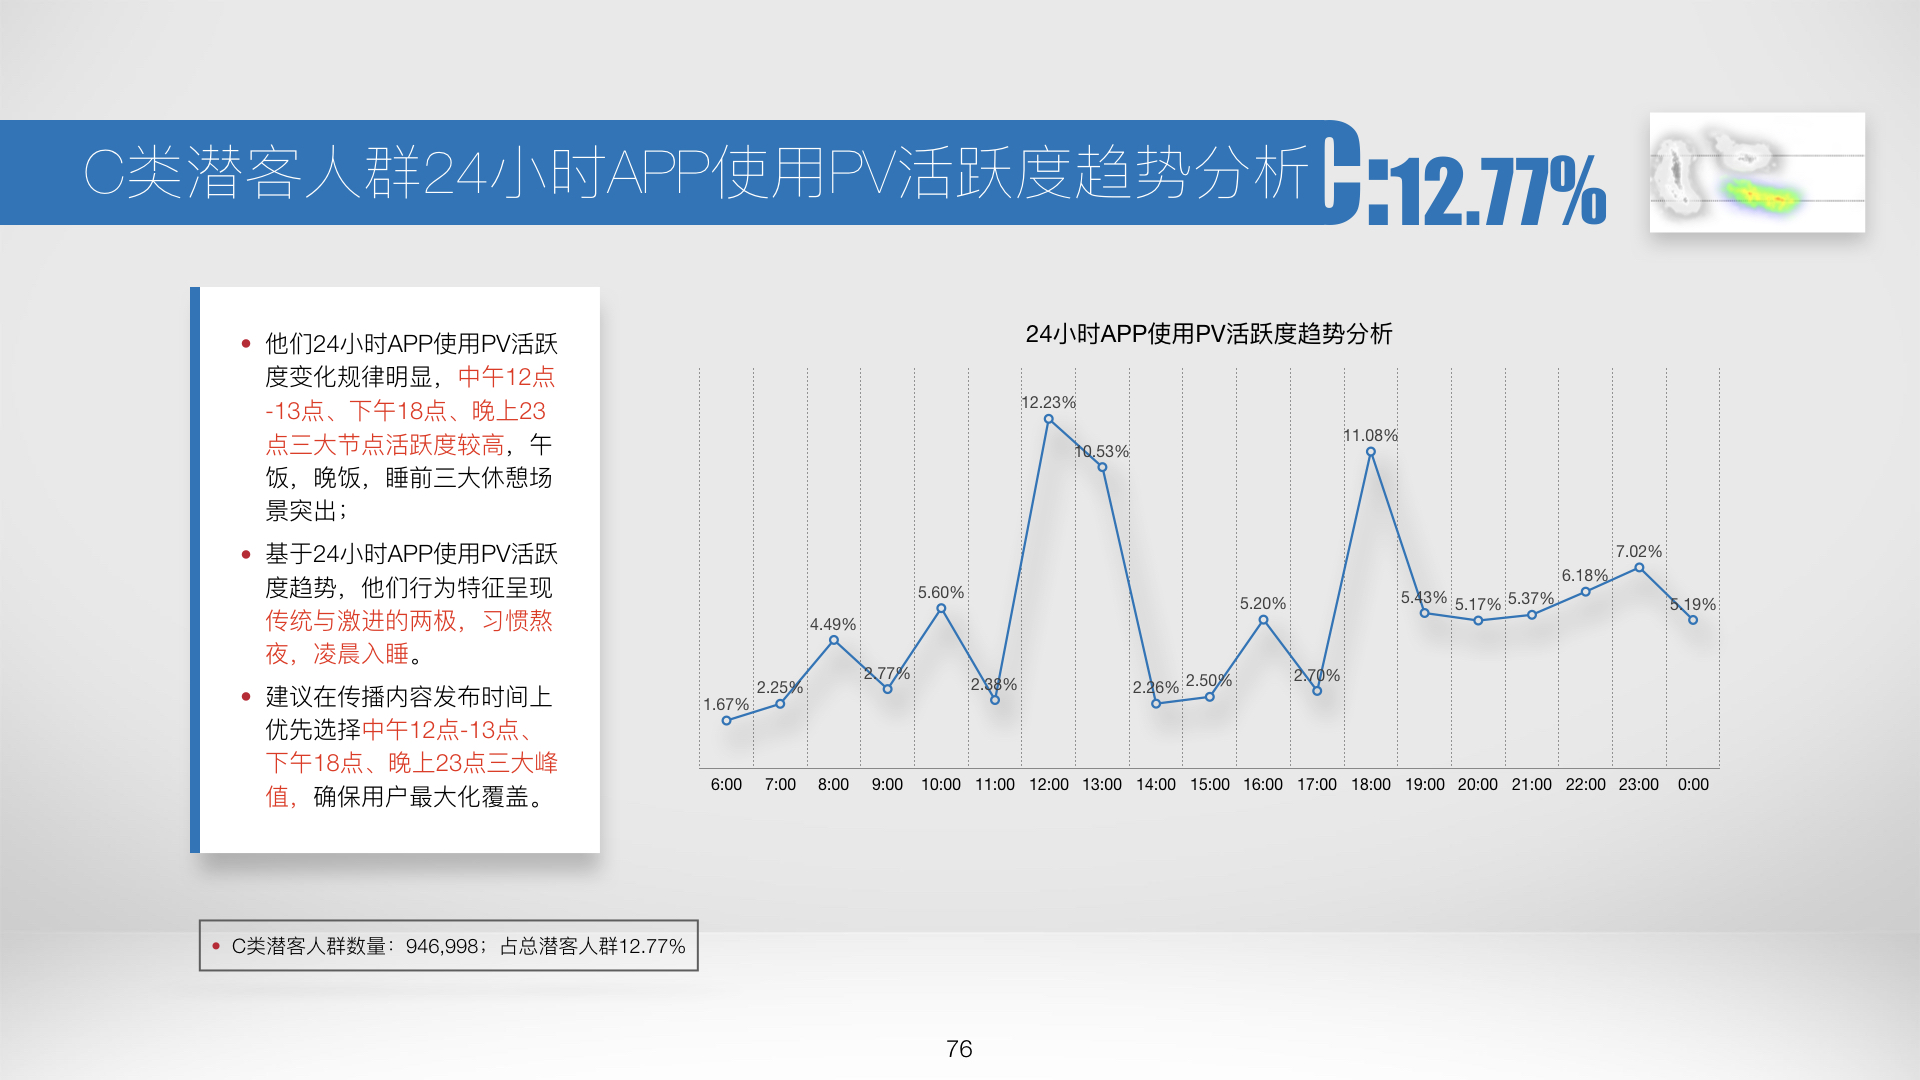 C类潜客人群24小时APP使用PV活跃度趋势分析
C:12.77%
他们24小时APP使用PV活跃
度变化规律明显，中午12点
-13点、下午18点、晚上23
点三大节点活跃度较高，午
饭，晚饭，睡前三大休憩场
景突出；
基于24小时APP使用PV活跃
度趋势，他们行为特征呈现
传统与激进的两极，习惯熬
夜，凌晨入睡。
建议在传播内容发布时间上
优先选择中午12点-13点、
下午18点、晚上23点三大峰
值，确保用户最大化覆盖。
24小时APP使用PV活跃度趋势分析
1.67%
2.25%
4.49%
2.77%
5.60%
2.38%
12.23%
10.53%
2.26%
2.50%
5.20%
2.70%
11.08%
5.43%
5.17%
5.37%
6.18%
7.02%
5.19%
6:00 7:00 8:00 9:00 10:00 11:00 12:00 13:00 14:00 15:00 16:00 17:00 18:00 19:00 20:00 21:00 22:00 23:00 0:00
C类潜客人群数量：946,998；占总潜客人群12.77%
76